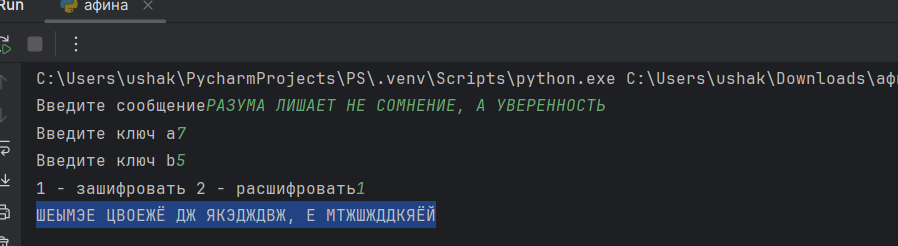 Run афина
C:\Users\ushak\PycharmProjects\PS\.venv\Scripts\python.exe C:\Users\ushak\Downloads\аф
Введите сообщениеРАЗУМА ЛИШАЕТ НЕ СОМНЕНИЕ, А УВЕРЕННОСТЬ
Введите ключ a7
Введите ключ b5
1 - зашифровать 2 - расшифровать1
ШЕЫМЭЕ ЦВОЕЖЁ ДЖ ЯКЭДЖДВЖ, Е МТЖШЖДДКЯЁЙ